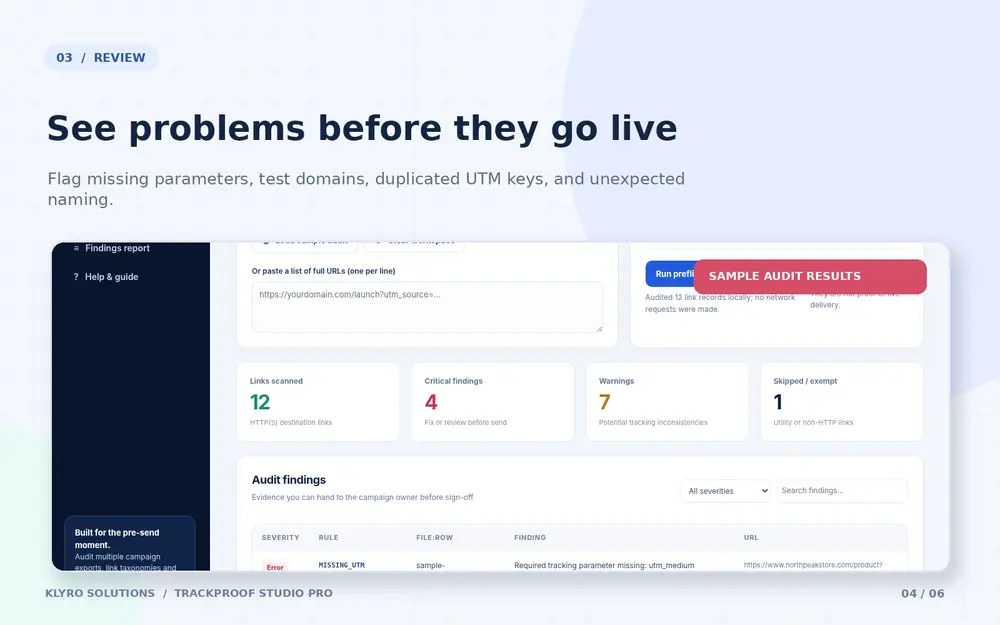 03 / REVIEW
See problems before they go live
Flag missing parameters, test domains, duplicated UTM keys, and unexpected
naming.
≡ Findings report
? Help & guide
Or paste a list of full URLs (one per line)
https://yourdomain.com/launch?utm_source=...
Run prefli
SAMPLE AUDIT RESULTS
Audited 12 link records locally; no network
requests were made.
delivery.
Links scanned
12
HTTP(S) destination links
Critical findings
4
Fix or review before send
Warnings
7
Potential tracking inconsistencies
Skipped / exempt
1
Utility or non-HTTP links
Audit findings
Evidence you can hand to the campaign owner before sign-off
All severities
Search findings...
SEVERITY RULE FILE:ROW FINDING URL
Error MISSING_UTM sample- Required tracking parameter missing: utm_medium https://www.northpeakstore.com/product?
Built for the pre-send
moment.
Audit multiple campaign
exports, link taxonomies and
KLYRO SOLUTIONS / TRACKPROOF STUDIO PRO
04 / 06